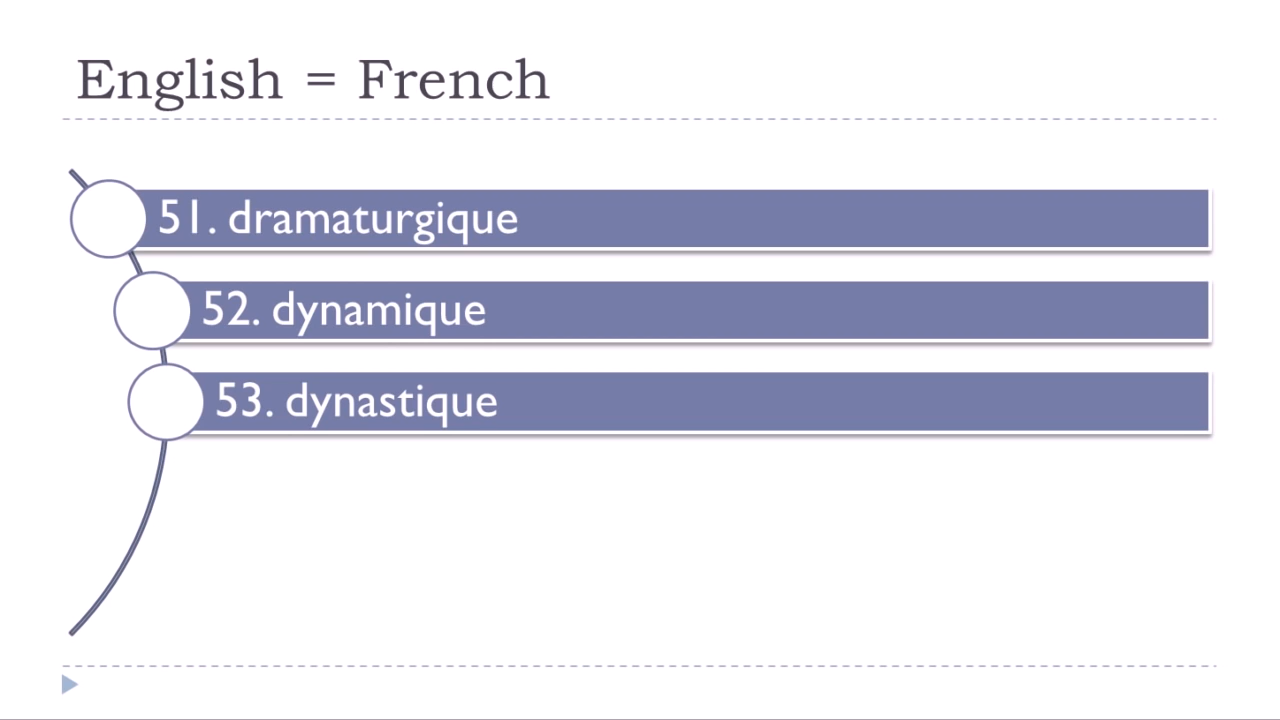 English = French
51. dramaturgique
52. dynamique
53. dynastique